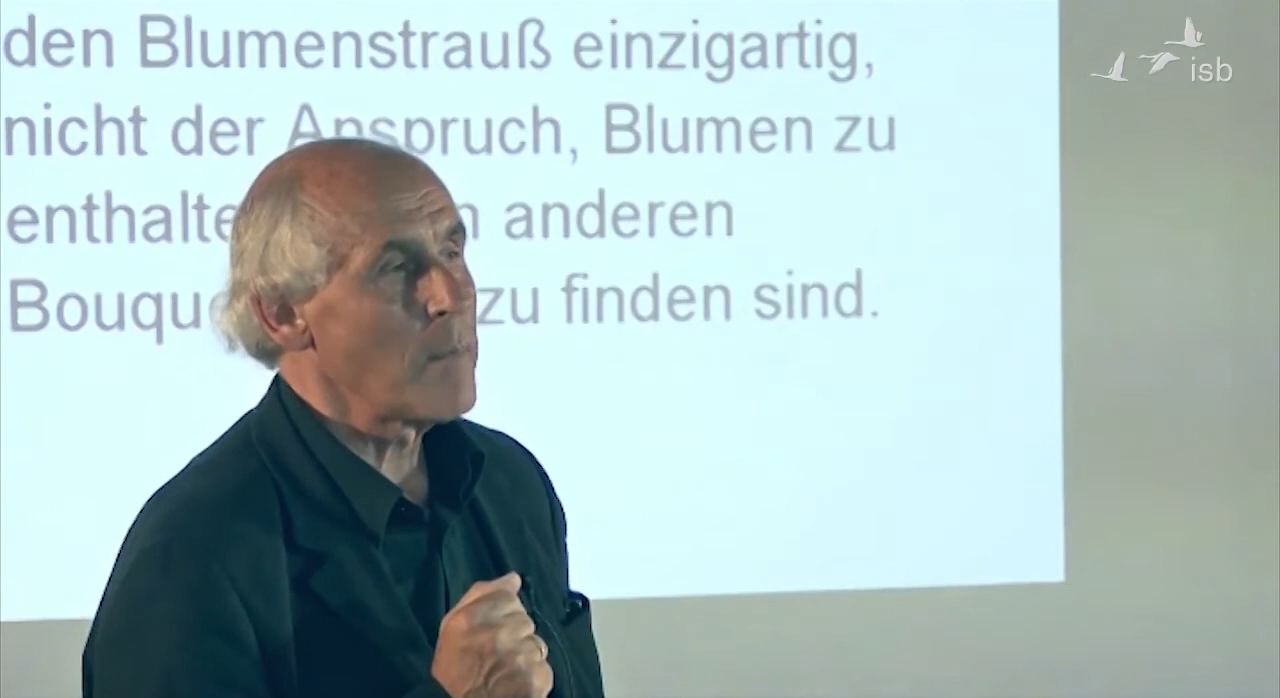 den Blumenstrauß einzigartig,
nicht der Anspruch, Blumen zu
anderen
zu finden sind.
isb